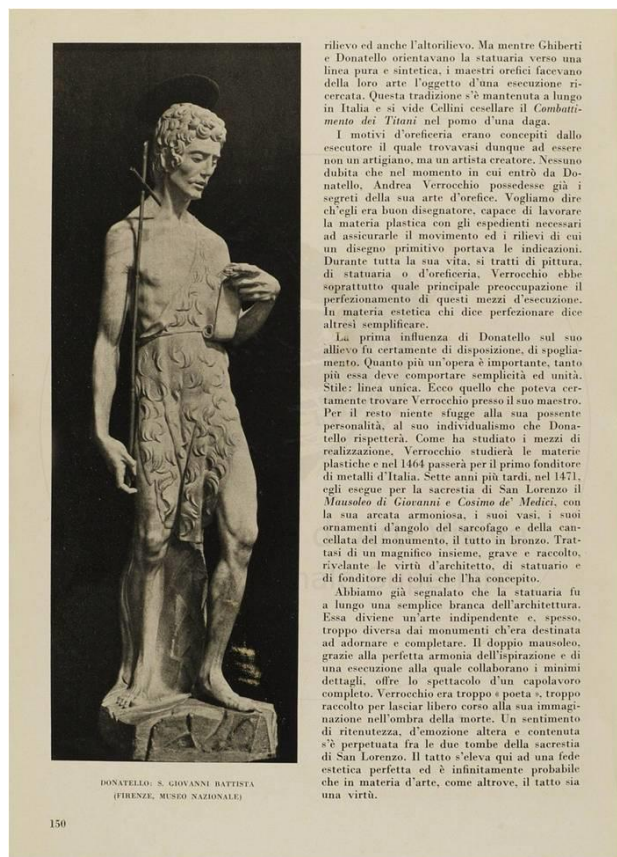 rilievo ed anche l'altorilievo. Ma mentre Ghiberti
e Donatello orientavano la statuaria verso una
linea pura e sintetica, i maestri orefici facevano
della loro arte l'oggetto d'una esecuzione ri-
cercata. Questa tradizione s'è mantenuta a lungo
in Italia e si vide Cellini cesellare il Combatti-
mento dei Titani nel pomo d'una daga.
I motivi d'oreficeria erano concepiti dallo
esecutore il quale trovavasi dunque ad essere
non un artigiano, ma un artista creatore. Nessuno
dubita che nel momento in cui entrò da Do-
natello, Andrea Verrocchio possedesse già i
segreti della sua arte d'orefice. Vogliamo dire
ch'egli era buon disegnatore, capace di lavorare
la materia plastica con gli espedienti necessari
ad assicurarle il movimento ed i rilievi di cui
un disegno primitivo portava le indicazioni.
Durante tutta la sua vita, si tratti di pittura,
di statuaria o d'oreficeria, Verrocchio ebbe
soprattutto quale principale preoccupazione il
perfezionamento di questi mezzi d'esecuzione.
In materia estetica chi dice perfezionare dice
altresì semplificare.
La prima influenza di Donatello sul suo
allievo fu certamente di disposizione, di spoglia-
mento. Quanto più un'opera è importante, tanto
più essa deve comportare semplicità ed unità.
Stile: linea unica. Ecco quello che poteva cer-
tamente trovare Verrocchio presso il suo maestro.
Per il resto niente sfugge alla sua possente
personalità, al suo individualismo che Dona-
tello rispetterà. Come ha studiato i mezzi di
realizzazione, Verrocchio studierà le materie
plastiche e nel 1464 passerà per il primo fonditore
di metalli d'Italia. Sette anni più tardi, nel 1471,
egli esegue per la sacrestia di San Lorenzo il
Mausoleo di Giovanni e Cosimo de' Medici, con
la sua arcata armoniosa, i suoi vasi, i suoi
ornamenti d'angolo del sarcofago e della can-
cellata del monumento, il tutto in bronzo. Trat-
tasi di un magnifico insieme, grave e raccolto,
rivelante le virtù d'architetto, di statuario e
di fonditore di colui che l'ha concepito.
Abbiamo già segnalato che la statuaria fu
a lungo una semplice branca dell'architettura.
Essa diviene un'arte indipendente e, spesso,
troppo diversa dai monumenti ch'era destinata
ad adornare e completare. Il doppio mausoleo,
grazie alla perfetta armonia dell'ispirazione e di
una esecuzione alla quale collaborano i minimi
dettagli, offre lo spettacolo d'un capolavoro
completo. Verrocchio era troppo « poeta », troppo
raccolto per lasciar libero corso alla sua immagi-
nazione nell'ombra della morte. Un sentimento
di ritenutezza, d'emozione altera e contenuta
s'è perpetuata fra le due tombe della sacrestia
di San Lorenzo. Il tatto s'eleva qui ad una fede
estetica perfetta ed è infinitamente probabile
che in materia d'arte, come altrove, il tatto sia
una virtù.
DONATELLO: S. GIOVANNI BATTISTA
(FIRENZE, MUSEO NAZIONALE)
150